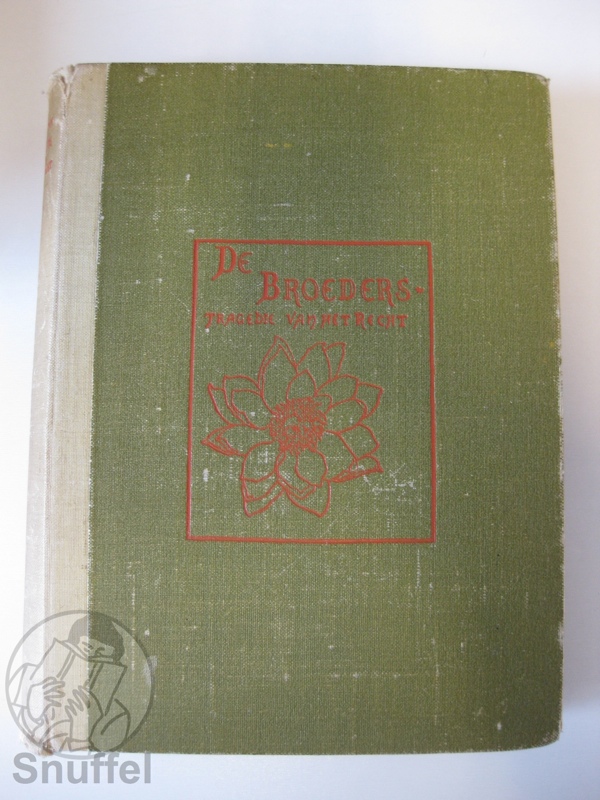 DE
BROEDERS-
TRAGEDIE VAN HET RECHT
Snuffel